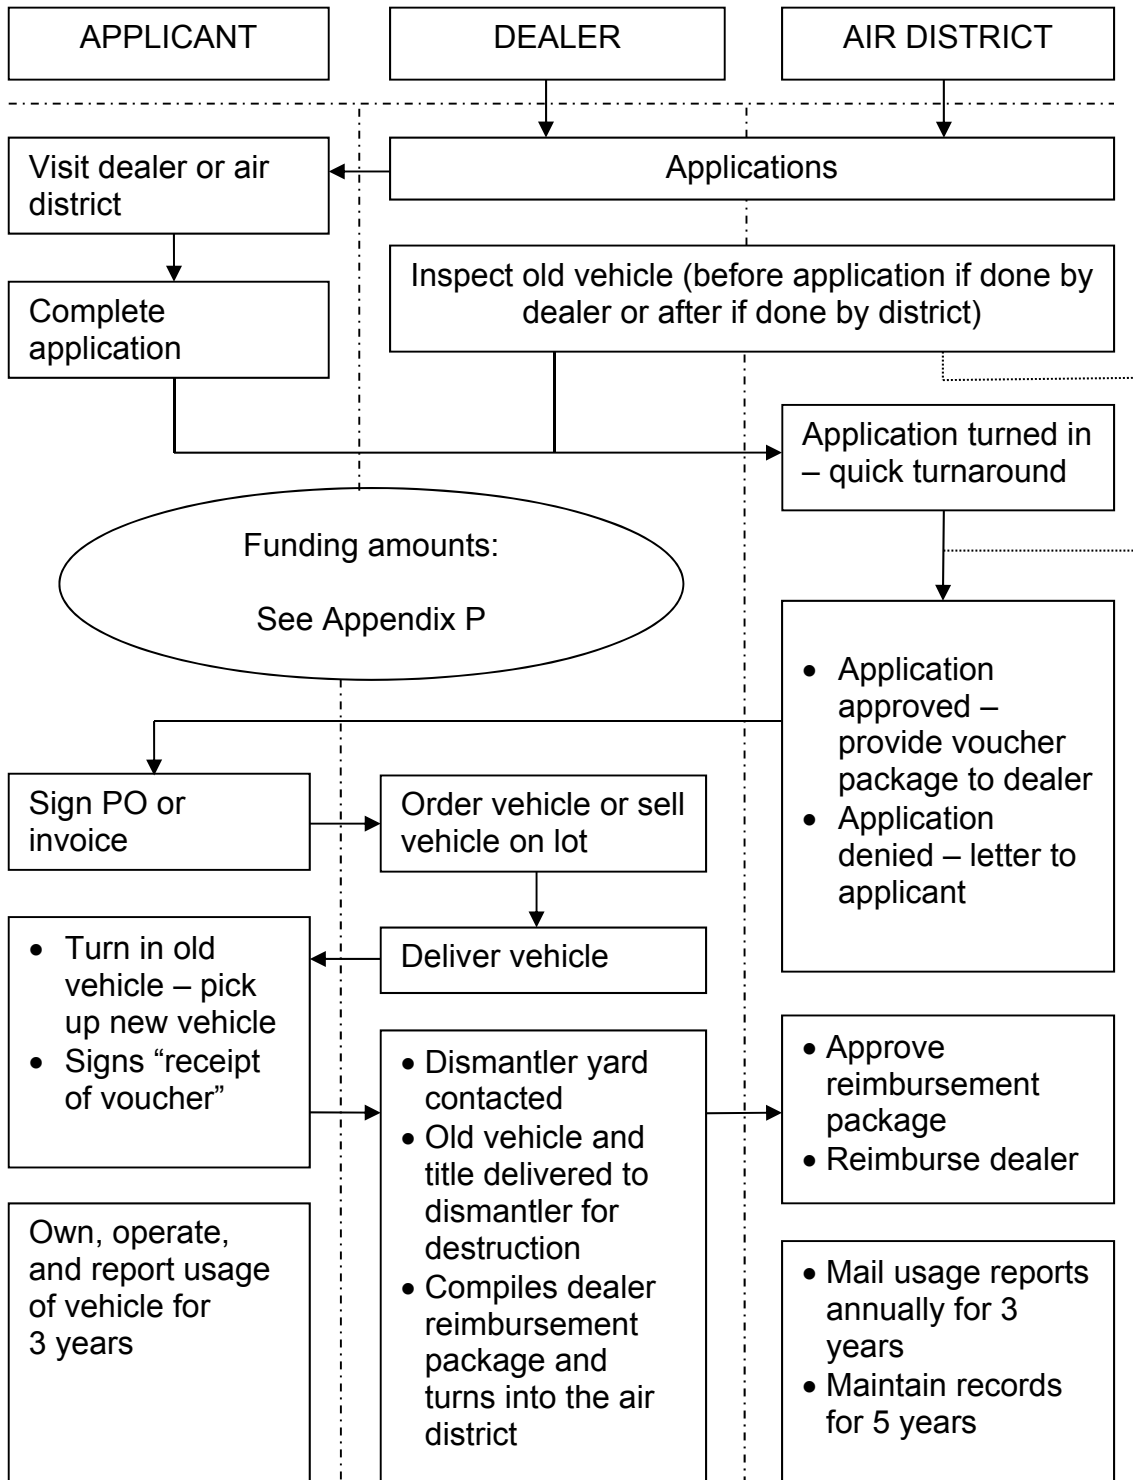 APPLICANT
DEALER
AIR DISTRICT
Applications
Visit dealer or air
district
Inspect old vehicle (before application if done by
dealer or after if done by district)
Complete
application
Application turned in
– quick turnaround
Funding amounts:
See Appendix P
• Application
approved –
provide voucher
package to dealer
• Application
denied – letter to
applicant
Sign PO or
invoice
Order vehicle or sell
vehicle on lot
Deliver vehicle
• Turn in old
vehicle – pick
up new vehicle
• Signs “receipt
of voucher”
• Dismantler yard
contacted
• Old vehicle and
title delivered to
dismantler for
destruction
• Compiles dealer
reimbursement
package and
turns into the air
district
• Approve
reimbursement
package
• Reimburse dealer
Own, operate,
and report usage
of vehicle for
3 years
• Mail usage reports
annually for 3
years
• Maintain records
for 5 years